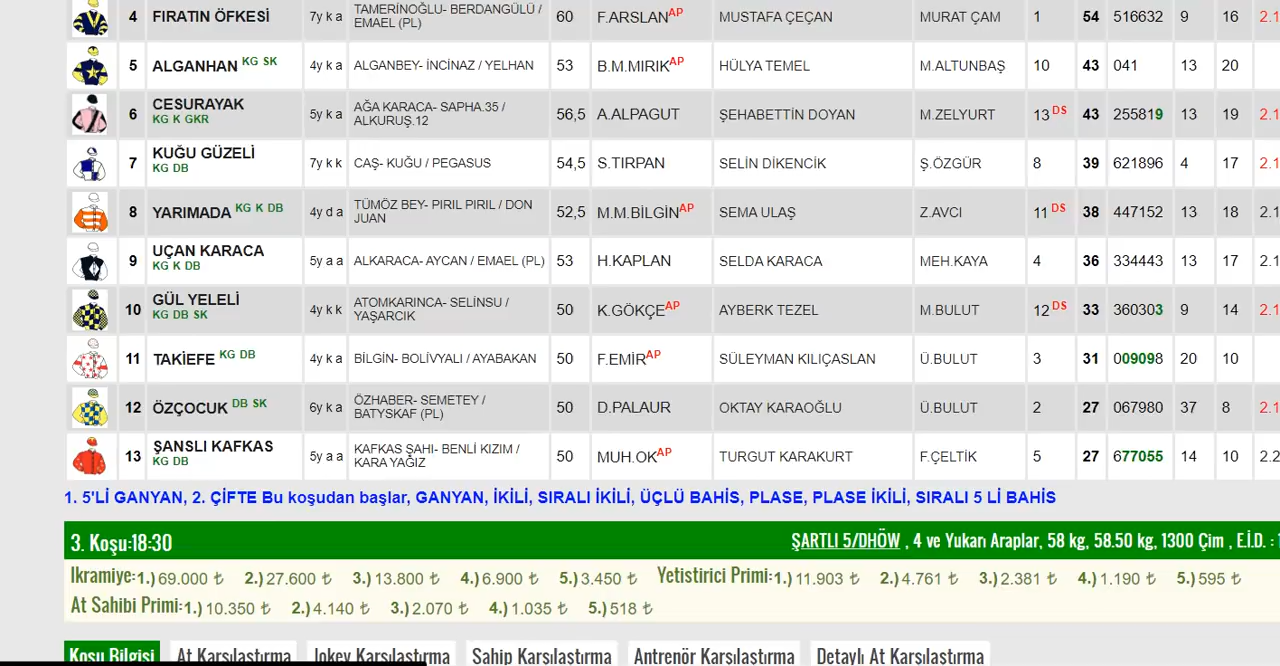 4 FIRATIN ÖFKESİ 7y k a TAMERİNOĞLU- BERDANGÜLÜ / EMAEL (PL) 60 F.ARSLAN AP MUSTAFA ÇEÇAN MURAT ÇAM 1 54 516632 9 16 2.1
5 ALGANHAN KG SK 4y k a ALGANBEY- İNCİNAZ / YELHAN 53 B.M.MIRIK AP HÜLYA TEMEL M.ALTUNBAŞ 10 43 041 13 20
6 CESURAYAK KG K GKR 5y k a AĞA KARACA- SAPHA.35 / ALKURUŞ.12 56,5 A.ALPAGUT ŞEHABETTİN DOYAN M.ZELYURT 13 DS 43 255819 13 19 2.1
7 KUĞU GÜZELİ KG DB 7y k k CAŞ- KUĞU / PEGASUS 54,5 S.TIRPAN SELİN DİKENCİK Ş.ÖZGÜR 8 39 621896 4 17 2.1
8 YARIMADA KG K DB 4y d a TÜMÖZ BEY- PIRIL PIRIL / DON JUAN 52,5 M.M.BİLGİN AP SEMA ULAŞ Z.AVCI 11 DS 38 447152 13 18 2.1
9 UÇAN KARACA KG K DB 5y a a ALKARACA- AYCAN / EMAEL (PL) 53 H.KAPLAN SELDA KARACA MEH.KAYA 4 36 334443 13 17 2.1
10 GÜL YELELİ KG DB SK 4y k k ATOMKARINCA- SELİNSU / YAŞARCIK 50 K.GÖKÇE AP AYBERK TEZEL M.BULUT 12 DS 33 360303 9 14 2.1
11 TAKİEFE KG DB 4y k a BİLGİN- BOLİVYALI / AYABAKAN 50 F.EMİR AP SÜLEYMAN KILIÇASLAN Ü.BULUT 3 31 009098 20 10
12 ÖZÇOCUK DB SK 6y k a ÖZHABER- SEMETEY / BATYSKAF (PL) 50 D.PALAUR OKTAY KARAOĞLU Ü.BULUT 2 27 067980 37 8 2.1
13 ŞANSLI KAFKAS KG DB 5y a a KAFKAS ŞAHI- BENLİ KIZIM / KARA YAĞIZ 50 MUH.OK AP TURGUT KARAKURT F.ÇELTİK 5 27 677055 14 10 2.2
1. 5'Lİ GANYAN, 2. ÇİFTE Bu koşudan başlar, GANYAN, İKİLİ, SIRALI İKİLİ, ÜÇLÜ BAHİS, PLASE, PLASE İKİLİ, SIRALI 5 Lİ BAHİS
3. Koşu:18:30 ŞARTLI 5/DHÖW , 4 ve Yukarı Araplar, 58 kg, 58.50 kg, 1300 Çim , E.İ.D. :
Ikramiye:1.) 69.000 ₺ 2.) 27.600 ₺ 3.) 13.800 ₺ 4.) 6.900 ₺ 5.) 3.450 ₺ Yetistirici Primi:1.) 11.903 ₺ 2.) 4.761 ₺ 3.) 2.381 ₺ 4.) 1.190 ₺ 5.) 595 ₺
At Sahibi Primi:1.) 10.350 ₺ 2.) 4.140 ₺ 3.) 2.070 ₺ 4.) 1.035 ₺ 5.) 518 ₺
Koşu Bilgisi At Karşılaştırma Jokey Karşılaştırma Sahip Karşılaştırma Antrenör Karşılaştırma Detaylı At Karşılaştırma